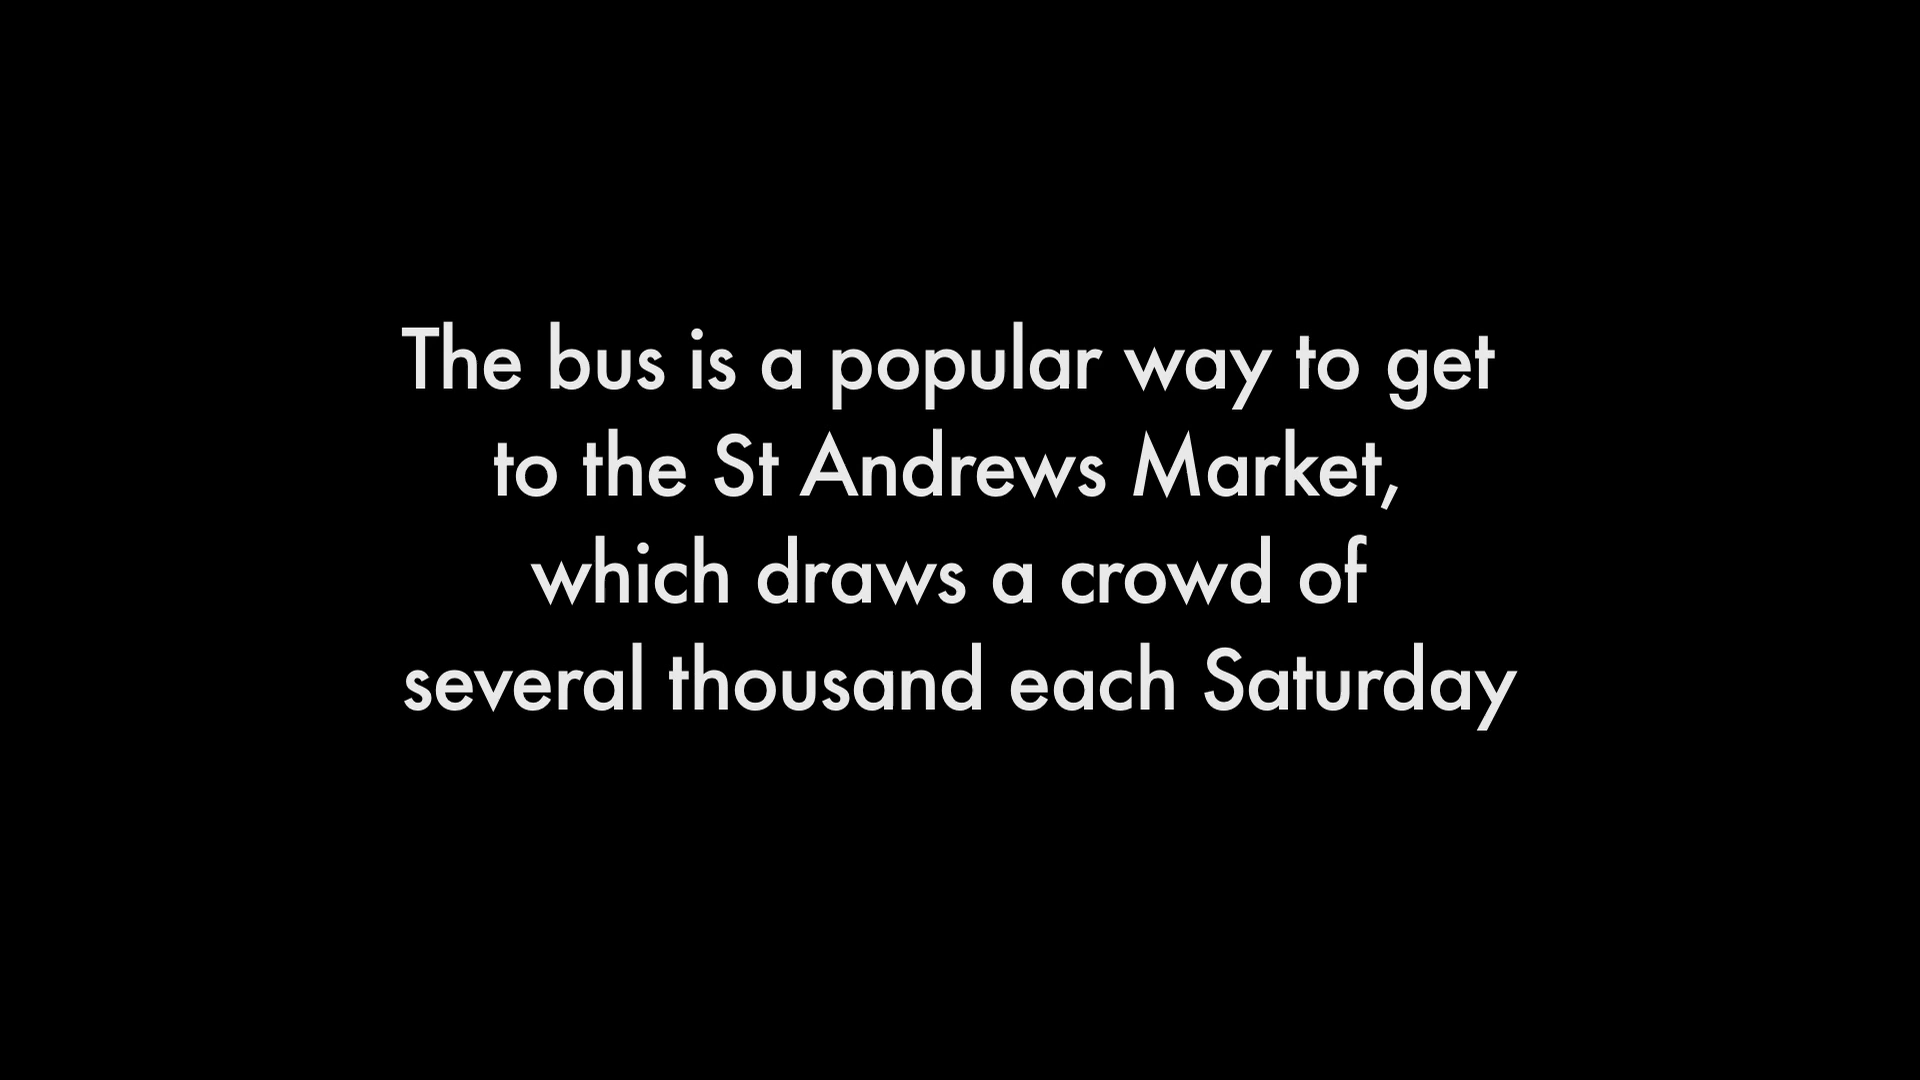 The bus is a popular way to get
to the St Andrews Market,
which draws a crowd of
several thousand each Saturday